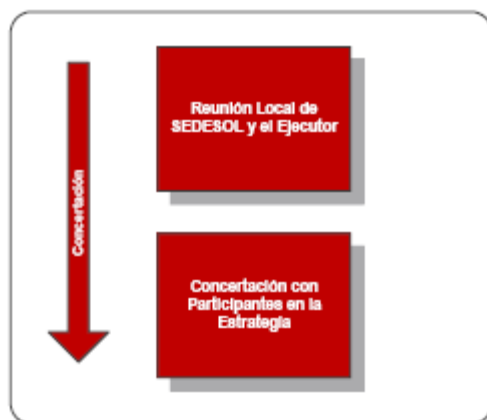 Reunión Local de
SEDESOL y el Ejecutor
Concertación
Concertación con
Participantes en la
Estrategia